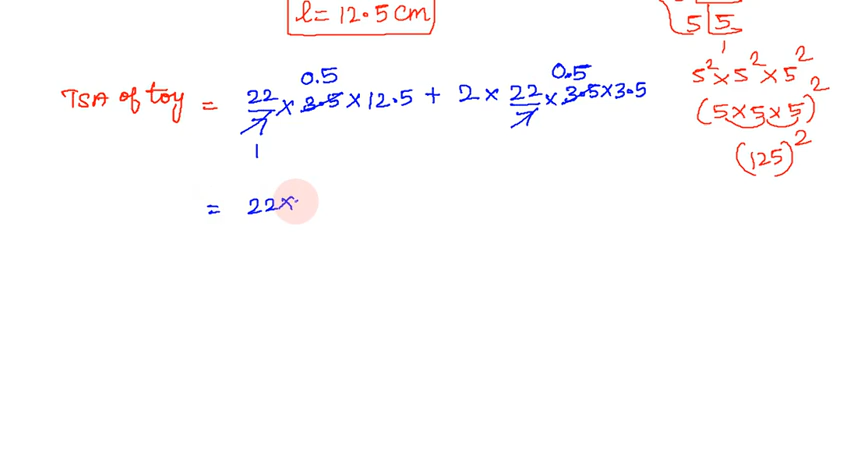 l = 12.5 cm
5 5
1
0.5 0.5
TSA of toy = 22/7 × 3.5 × 12.5 + 2 × 22/7 × 3.5 × 3.5
1
= 22×
5² × 5² × 5²
(5 × 5 × 5)²
(125)²